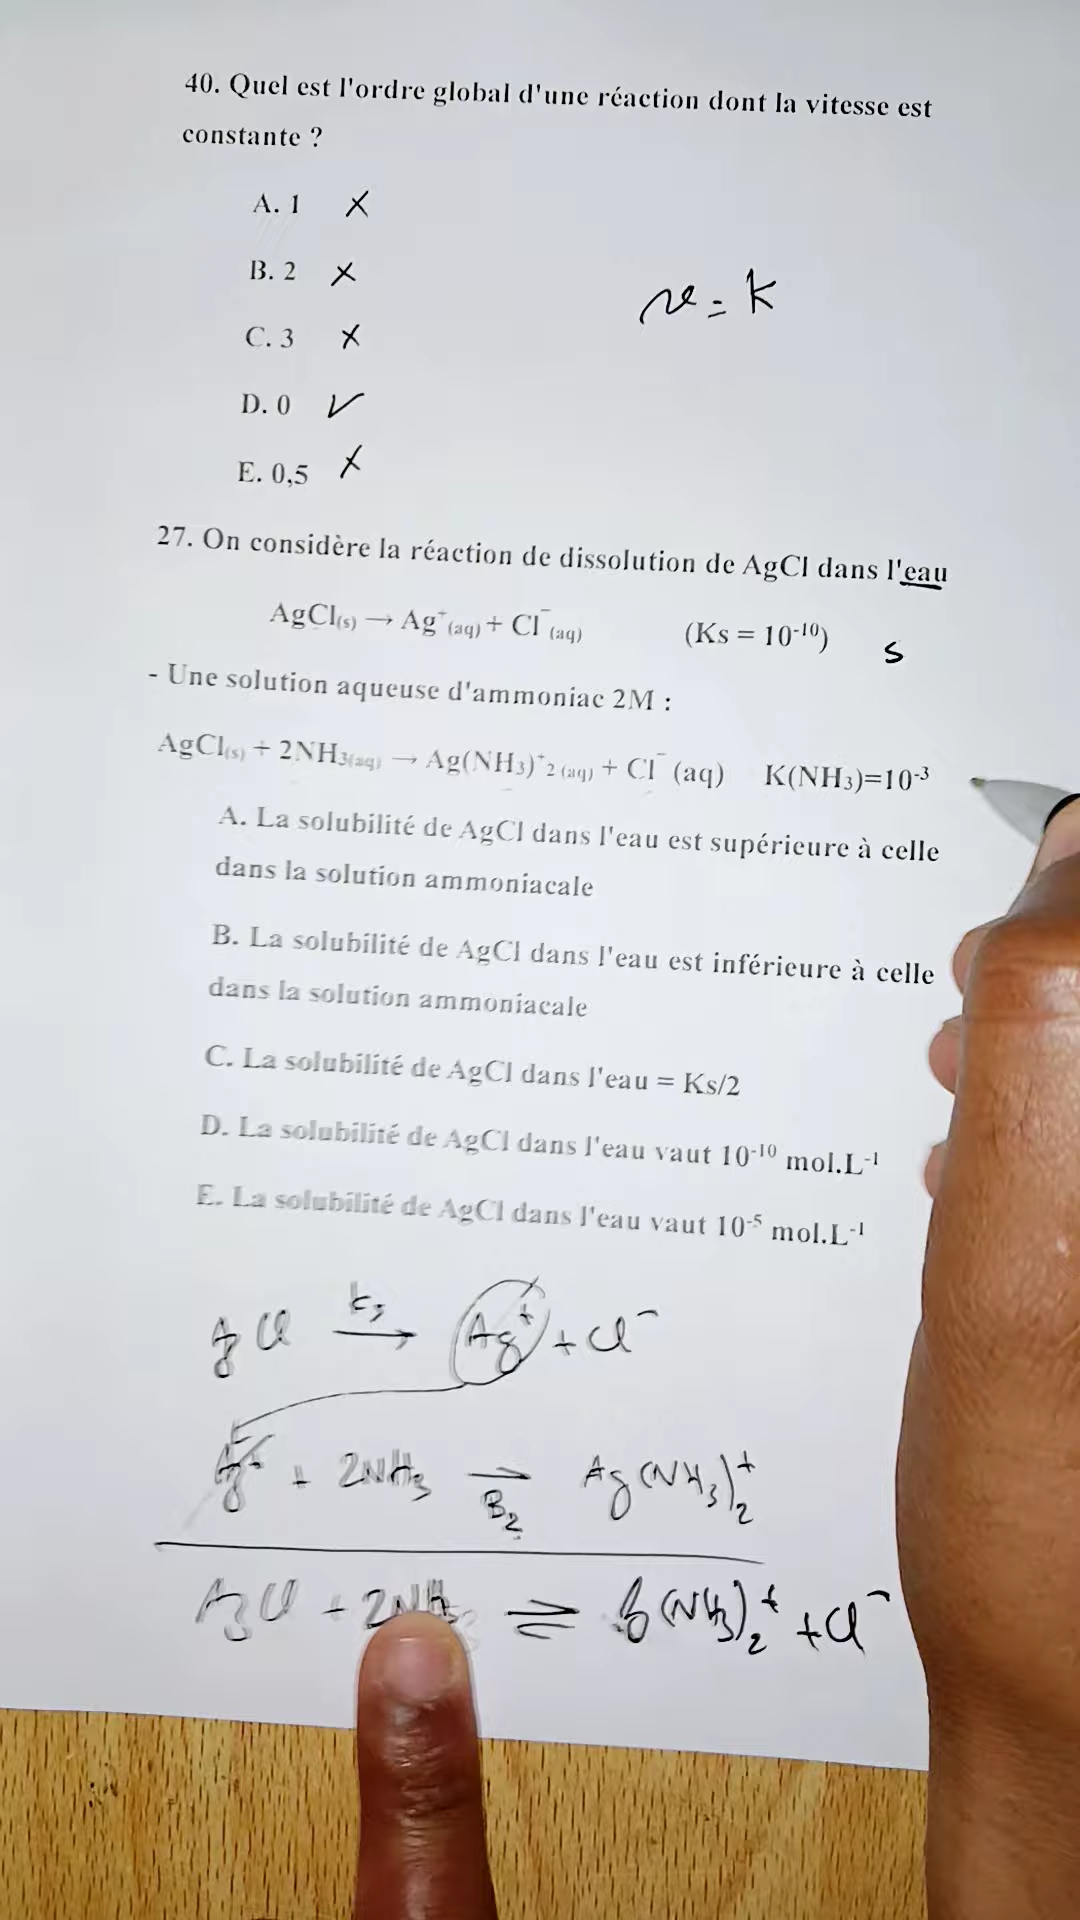 40. Quel est l'ordre global d'une réaction dont la vitesse est
constante ?
A. 1 ×
B. 2 ×
v = k
C. 3 ×
D. 0 ✓
E. 0,5 ×
27. On considère la réaction de dissolution de AgCl dans l'eau
AgCl(s) → Ag⁺(aq) + Cl⁻(aq) (Ks = 10⁻¹⁰) s
- Une solution aqueuse d'ammoniac 2M :
AgCl(s) + 2NH₃(aq) → Ag(NH₃)⁺₂ (aq) + Cl⁻ (aq) K(NH₃)=10⁻³
A. La solubilité de AgCl dans l'eau est supérieure à celle
dans la solution ammoniacale
B. La solubilité de AgCl dans l'eau est inférieure à celle
dans la solution ammoniacale
C. La solubilité de AgCl dans l'eau = Ks/2
D. La solubilité de AgCl dans l'eau vaut 10⁻¹⁰ mol.L⁻¹
E. La solubilité de AgCl dans l'eau vaut 10⁻⁵ mol.L⁻¹
AgCl →ks Ag⁺ + Cl⁻
Ag⁺ + 2NH₃ →B₂ Ag(NH₃)₂⁺
AgCl + 2NH₃ ⇌ Ag(NH₃)₂⁺ + Cl⁻